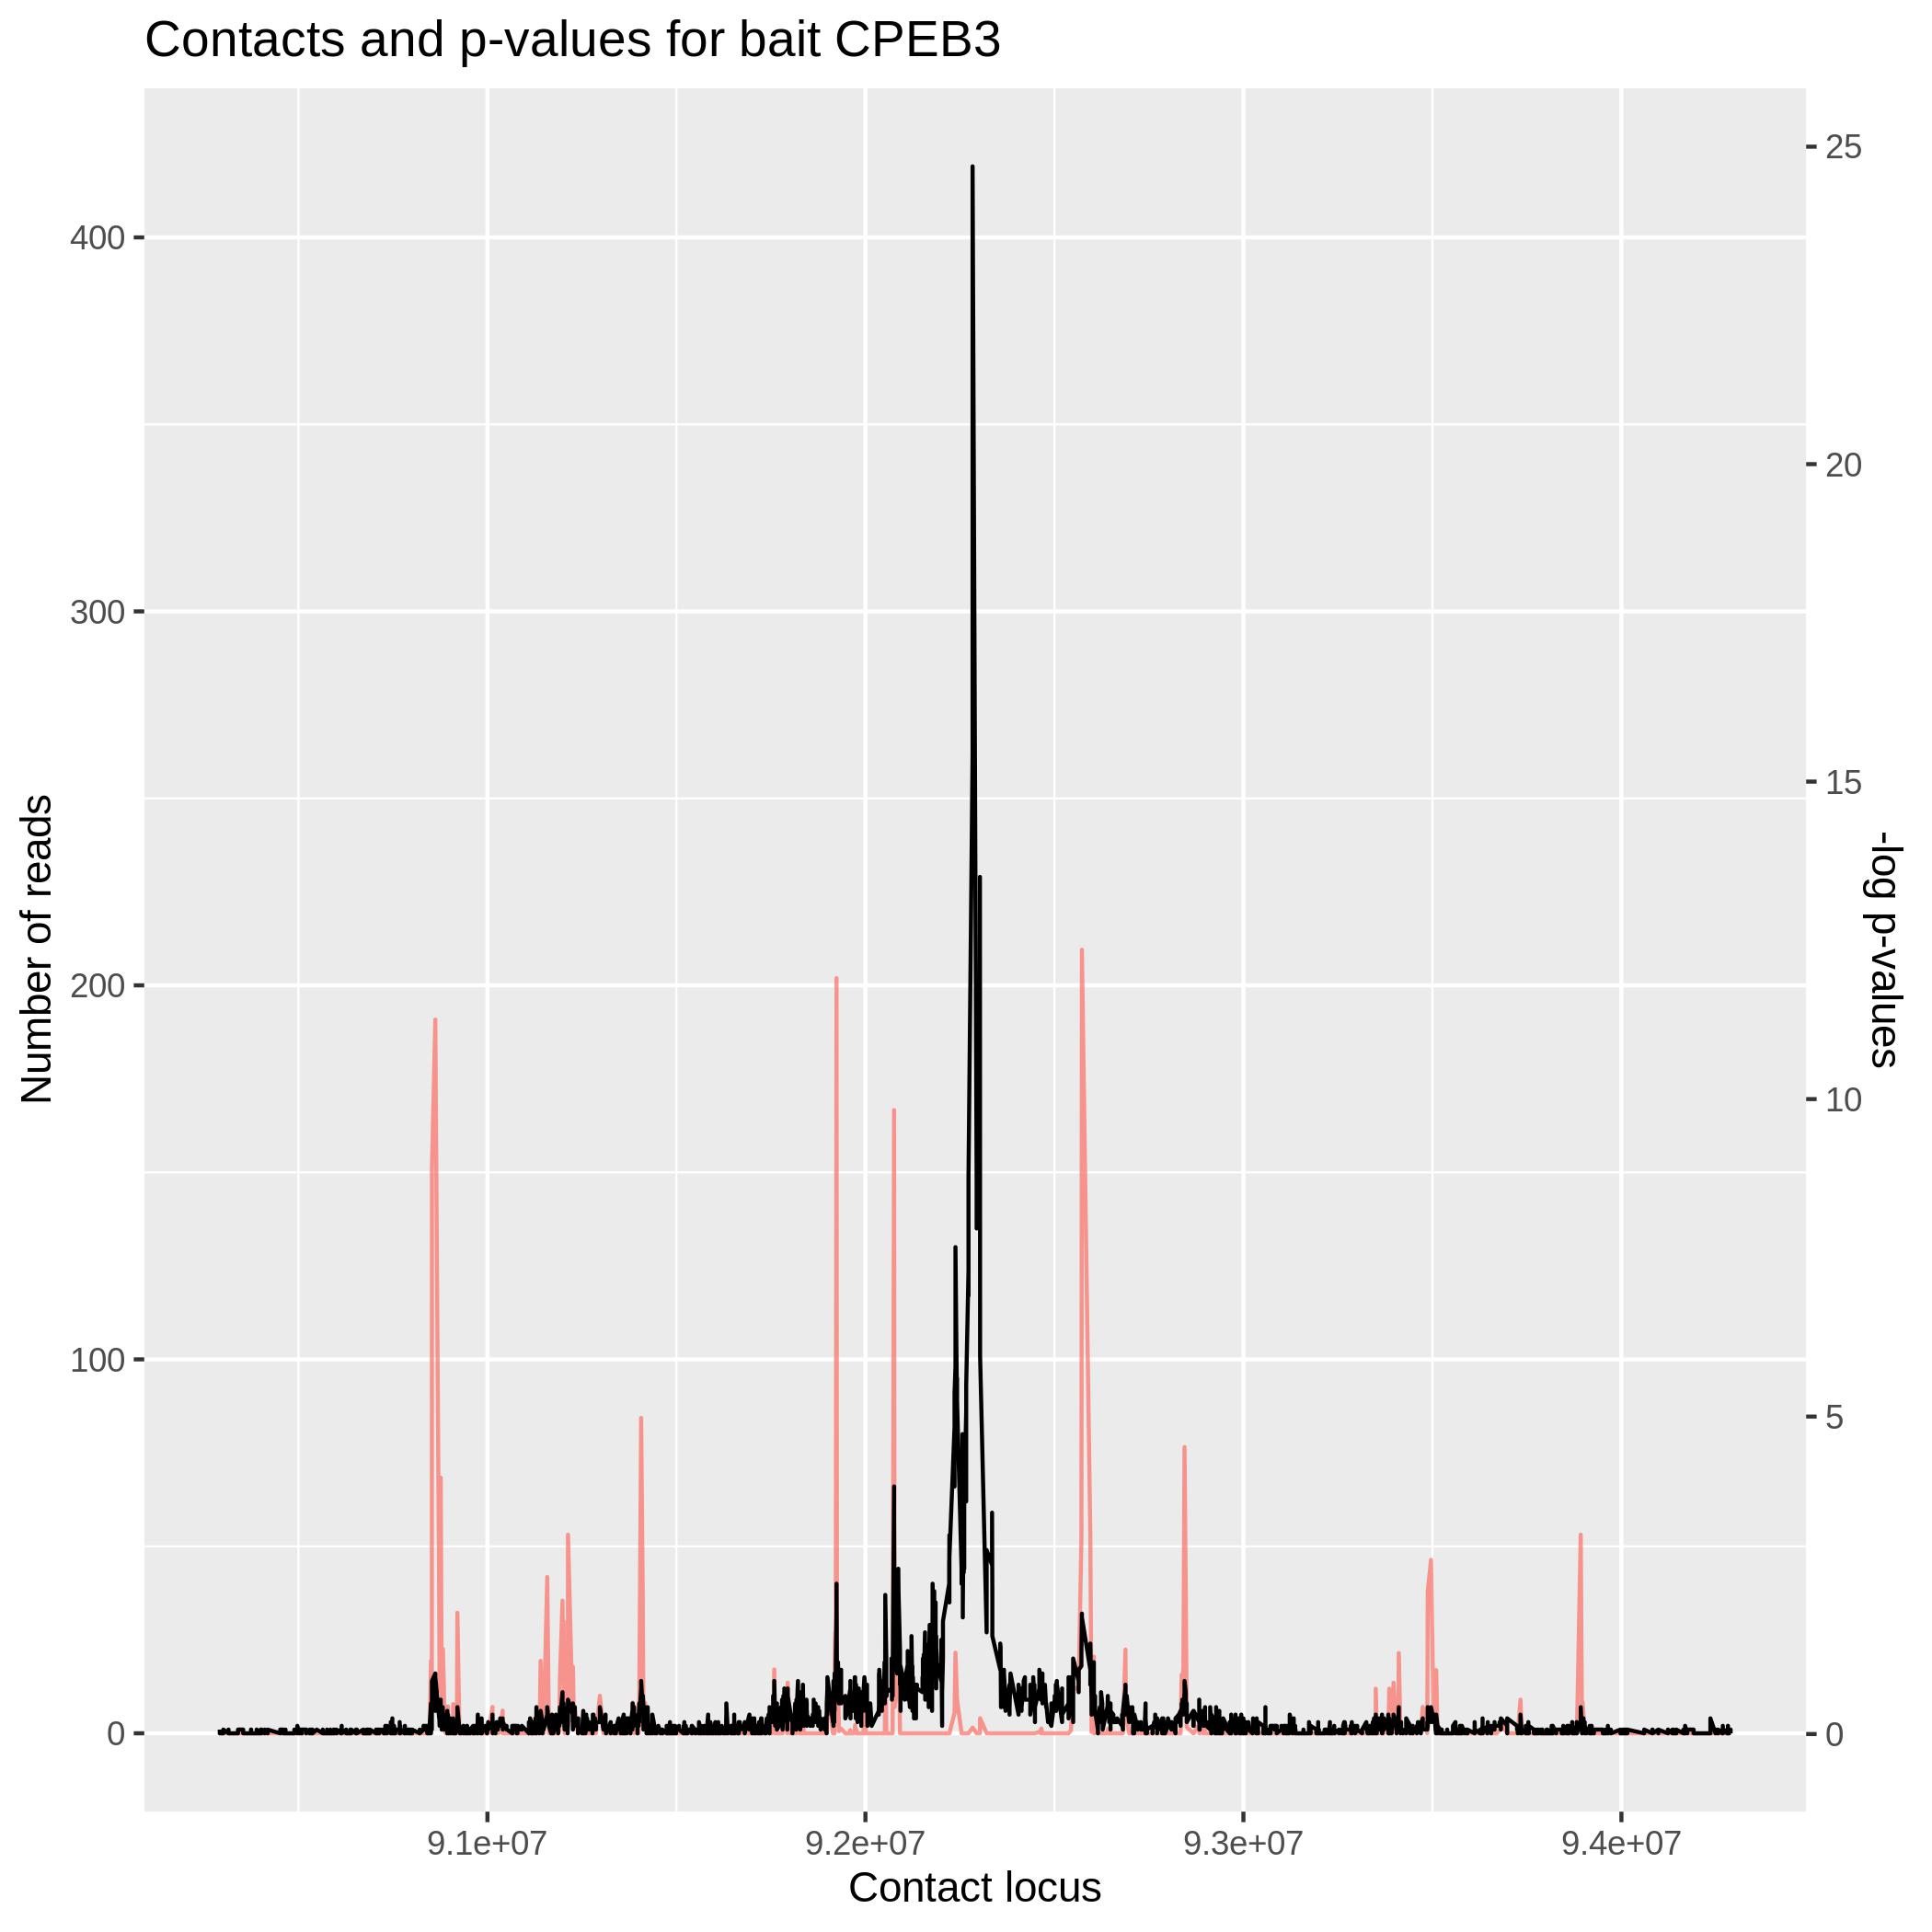 Contacts and p-values for bait CPEB3
Number of reads
400
300
200
100
0
25
20
15
10
5
0
-log p-values
9.1e+07
9.2e+07
9.3e+07
9.4e+07
Contact locus